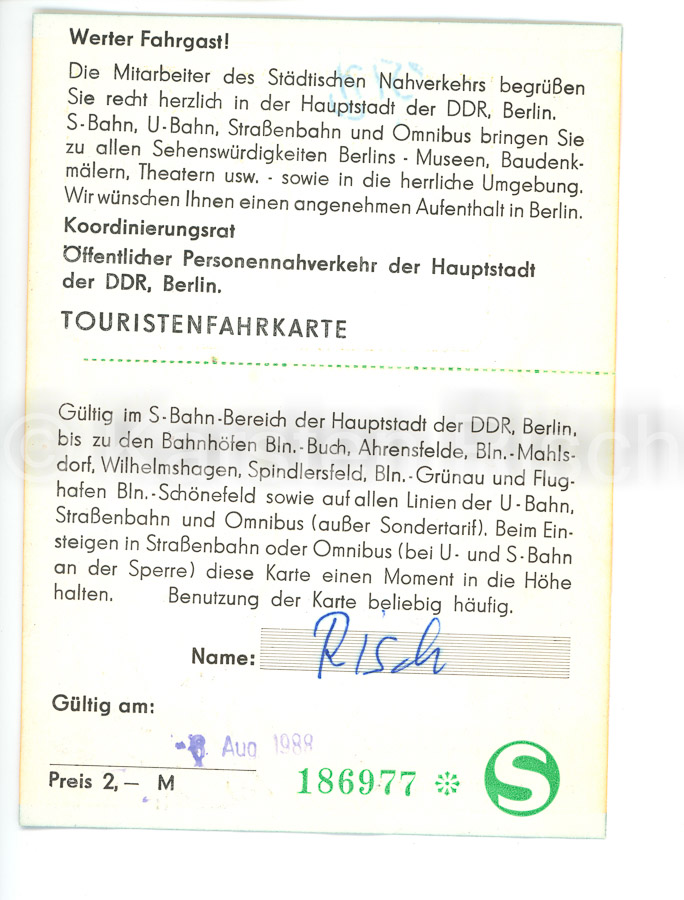 Werter Fahrgast!
Die Mitarbeiter des Städtischen Nahverkehrs begrüßen
Sie recht herzlich in der Hauptstadt der DDR, Berlin.
S-Bahn, U-Bahn, Straßenbahn und Omnibus bringen Sie
zu allen Sehenswürdigkeiten Berlins - Museen, Baudenk-
mälern, Theatern usw. - sowie in die herrliche Umgebung.
Wir wünschen Ihnen einen angenehmen Aufenthalt in Berlin.
Koordinierungsrat
Öffentlicher Personennahverkehr der Hauptstadt
der DDR, Berlin.
TOURISTENFAHRKARTE
Gültig im S-Bahn-Bereich der Hauptstadt der DDR, Berlin,
bis zu den Bahnhöfen Bln.-Buch, Ahrensfelde, Bln.-Mahls-
dorf, Wilhelmshagen, Spindlersfeld, Bln.-Grünau und Flug-
hafen Bln.-Schönefeld sowie auf allen Linien der U-Bahn,
Straßenbahn und Omnibus (außer Sondertarif). Beim Ein-
steigen in Straßenbahn oder Omnibus (bei U- und S-Bahn
an der Sperre) diese Karte einen Moment in die Höhe
halten. Benutzung der Karte beliebig häufig.
Name: Risch
Gültig am:
Aug 1988
Preis 2,— M
186977 * S